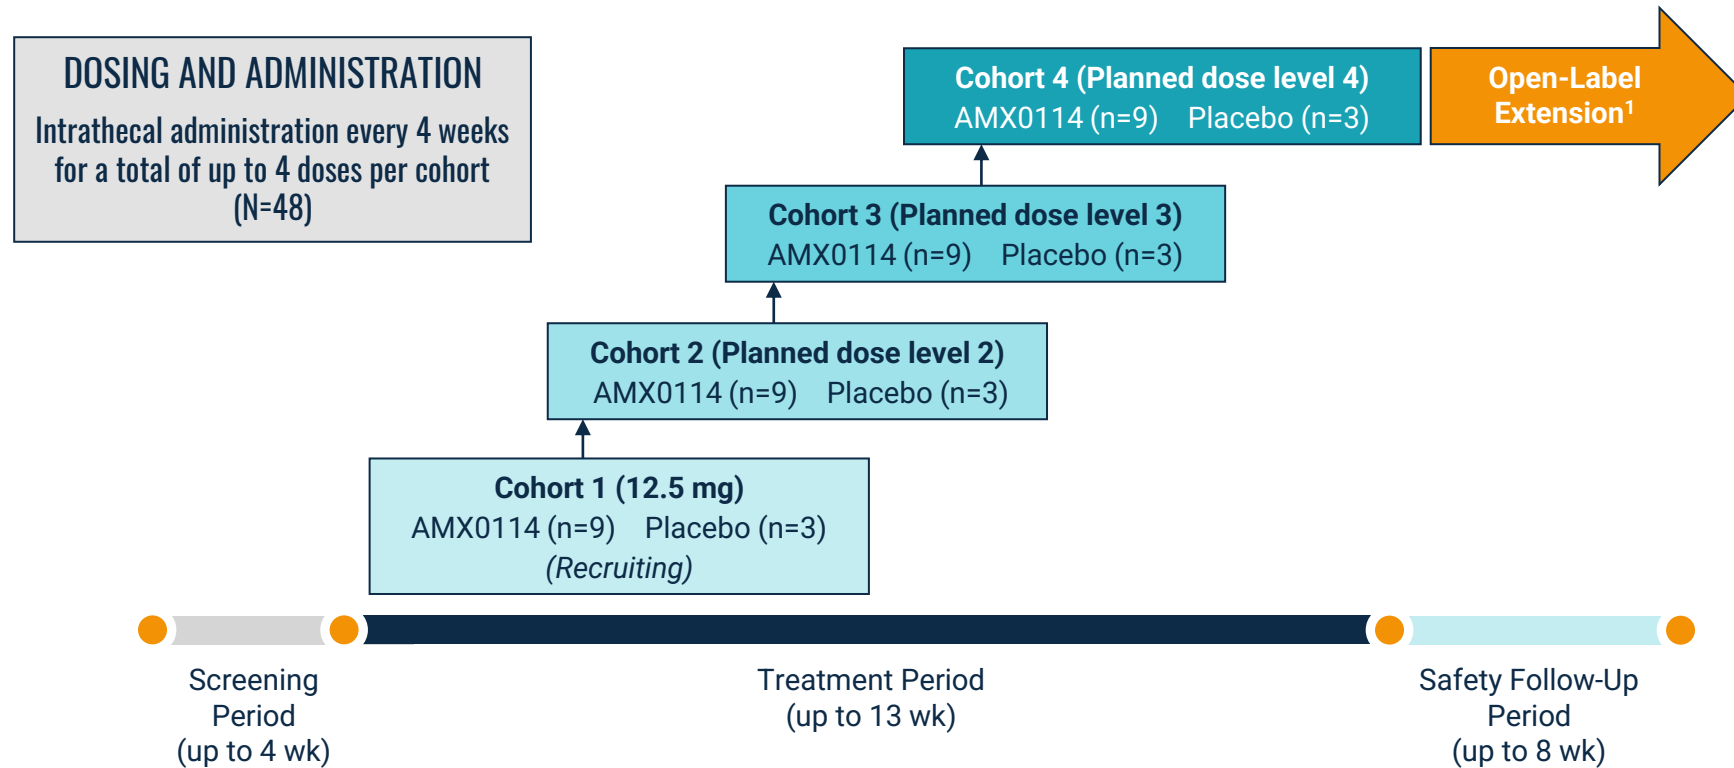 DOSING AND ADMINISTRATION
Intrathecal administration every 4 weeks
for a total of up to 4 doses per cohort
(N=48)
Cohort 4 (Planned dose level 4)
AMX0114 (n=9) Placebo (n=3)
Open-Label
Extension¹
Cohort 3 (Planned dose level 3)
AMX0114 (n=9) Placebo (n=3)
Cohort 2 (Planned dose level 2)
AMX0114 (n=9) Placebo (n=3)
Cohort 1 (12.5 mg)
AMX0114 (n=9) Placebo (n=3)
(Recruiting)
Screening
Period
(up to 4 wk)
Treatment Period
(up to 13 wk)
Safety Follow-Up
Period
(up to 8 wk)